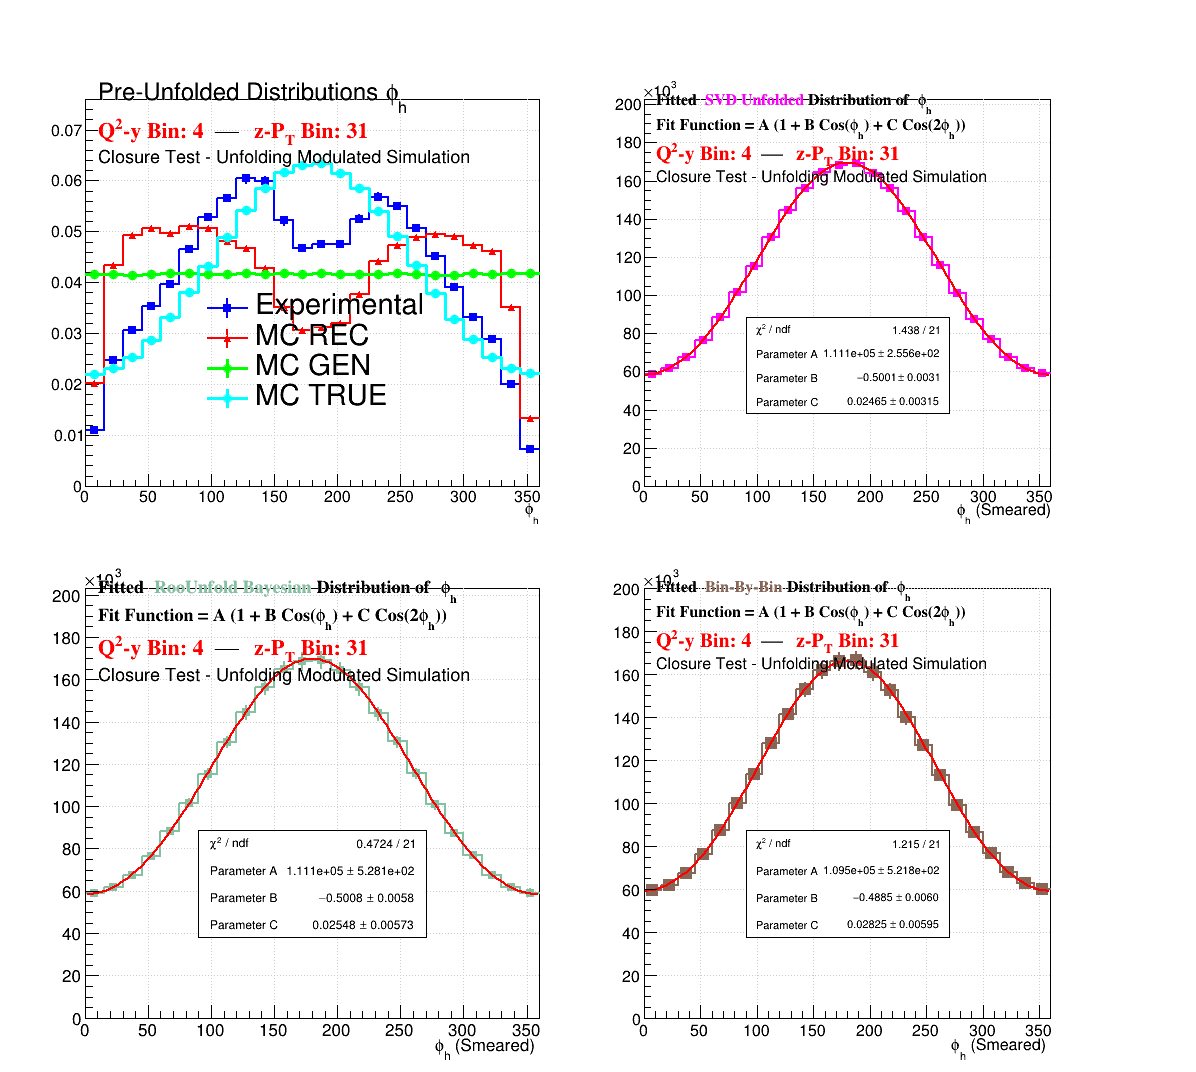 Pre-Unfolded Distributions ϕh
Q²-y Bin: 4 — z-PT Bin: 31
Closure Test - Unfolding Modulated Simulation
0.07
0.06
0.05
0.04
0.03
0.02
0.01
0
Experimental
MC REC
MC GEN
MC TRUE
0 50 100 150 200 250 300 350
ϕh
×10³
Fitted SVD Unfolded Distribution of ϕh
Fit Function = A (1 + B Cos(ϕh) + C Cos(2ϕh))
Q²-y Bin: 4 — z-PT Bin: 31
Closure Test - Unfolding Modulated Simulation
200
180
160
140
120
100
80
60
40
20
0
χ² / ndf 1.438 / 21
Parameter A 1.111e+05 ± 2.556e+02
Parameter B −0.5001 ± 0.0031
Parameter C 0.02465 ± 0.00315
0 50 100 150 200 250 300 350
ϕh (Smeared)
×10³
Fitted RooUnfold Bayesian Distribution of ϕh
Fit Function = A (1 + B Cos(ϕh) + C Cos(2ϕh))
Q²-y Bin: 4 — z-PT Bin: 31
Closure Test - Unfolding Modulated Simulation
200
180
160
140
120
100
80
60
40
20
0
χ² / ndf 0.4724 / 21
Parameter A 1.111e+05 ± 5.281e+02
Parameter B −0.5008 ± 0.0058
Parameter C 0.02548 ± 0.00573
0 50 100 150 200 250 300 350
ϕh (Smeared)
×10³
Fitted Bin-By-Bin Distribution of ϕh
Fit Function = A (1 + B Cos(ϕh) + C Cos(2ϕh))
Q²-y Bin: 4 — z-PT Bin: 31
Closure Test - Unfolding Modulated Simulation
200
180
160
140
120
100
80
60
40
20
0
χ² / ndf 1.215 / 21
Parameter A 1.095e+05 ± 5.218e+02
Parameter B −0.4885 ± 0.0060
Parameter C 0.02825 ± 0.00595
0 50 100 150 200 250 300 350
ϕh (Smeared)